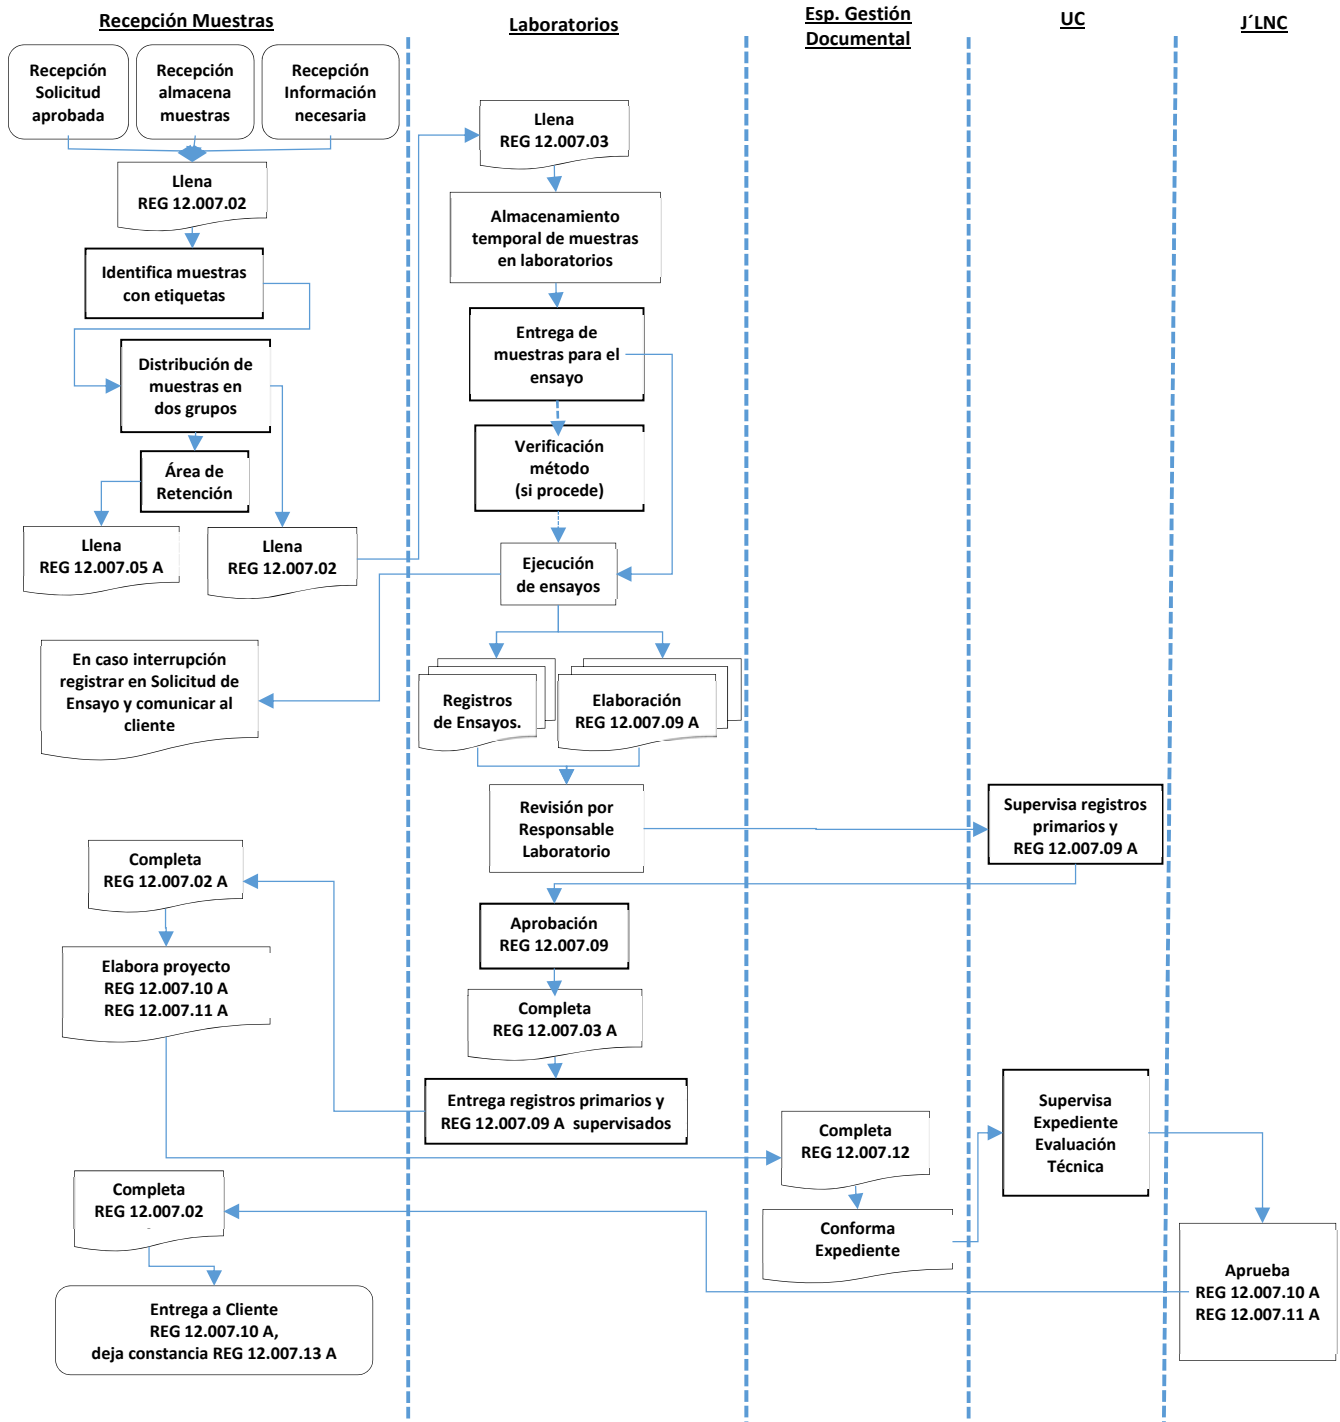 Recepción Muestras
Laboratorios
Esp. Gestión
Documental
UC
J´LNC
Recepción
Solicitud
aprobada
Recepción
almacena
muestras
Recepción
Información
necesaria
Llena
REG 12.007.02
Identifica muestras
con etiquetas
Distribución de
muestras en
dos grupos
Área de
Retención
Llena
REG 12.007.05 A
Llena
REG 12.007.02
Llena
REG 12.007.03
Almacenamiento
temporal de muestras
en laboratorios
Entrega de
muestras para el
ensayo
Verificación
método
(si procede)
Ejecución
de ensayos
En caso interrupción
registrar en Solicitud de
Ensayo y comunicar al
cliente
Registros
de Ensayos.
Elaboración
REG 12.007.09 A
Revisión por
Responsable
Laboratorio
Supervisa registros
primarios y
REG 12.007.09 A
Aprobación
REG 12.007.09
Completa
REG 12.007.03 A
Entrega registros primarios y
REG 12.007.09 A  supervisados
Completa
REG 12.007.02 A
Elabora proyecto
REG 12.007.10 A
REG 12.007.11 A
Completa
REG 12.007.12
Conforma
Expediente
Supervisa
Expediente
Evaluación
Técnica
Aprueba
REG 12.007.10 A
REG 12.007.11 A
Completa
REG 12.007.02
Entrega a Cliente
REG 12.007.10 A,
deja constancia REG 12.007.13 A